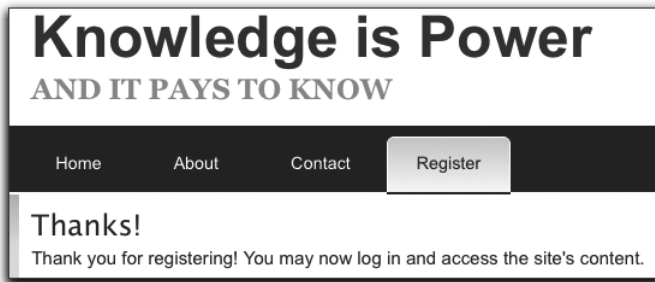 Knowledge is Power
AND IT PAYS TO KNOW
Home About Contact Register
Thanks!
Thank you for registering! You may now log in and access the site's content.